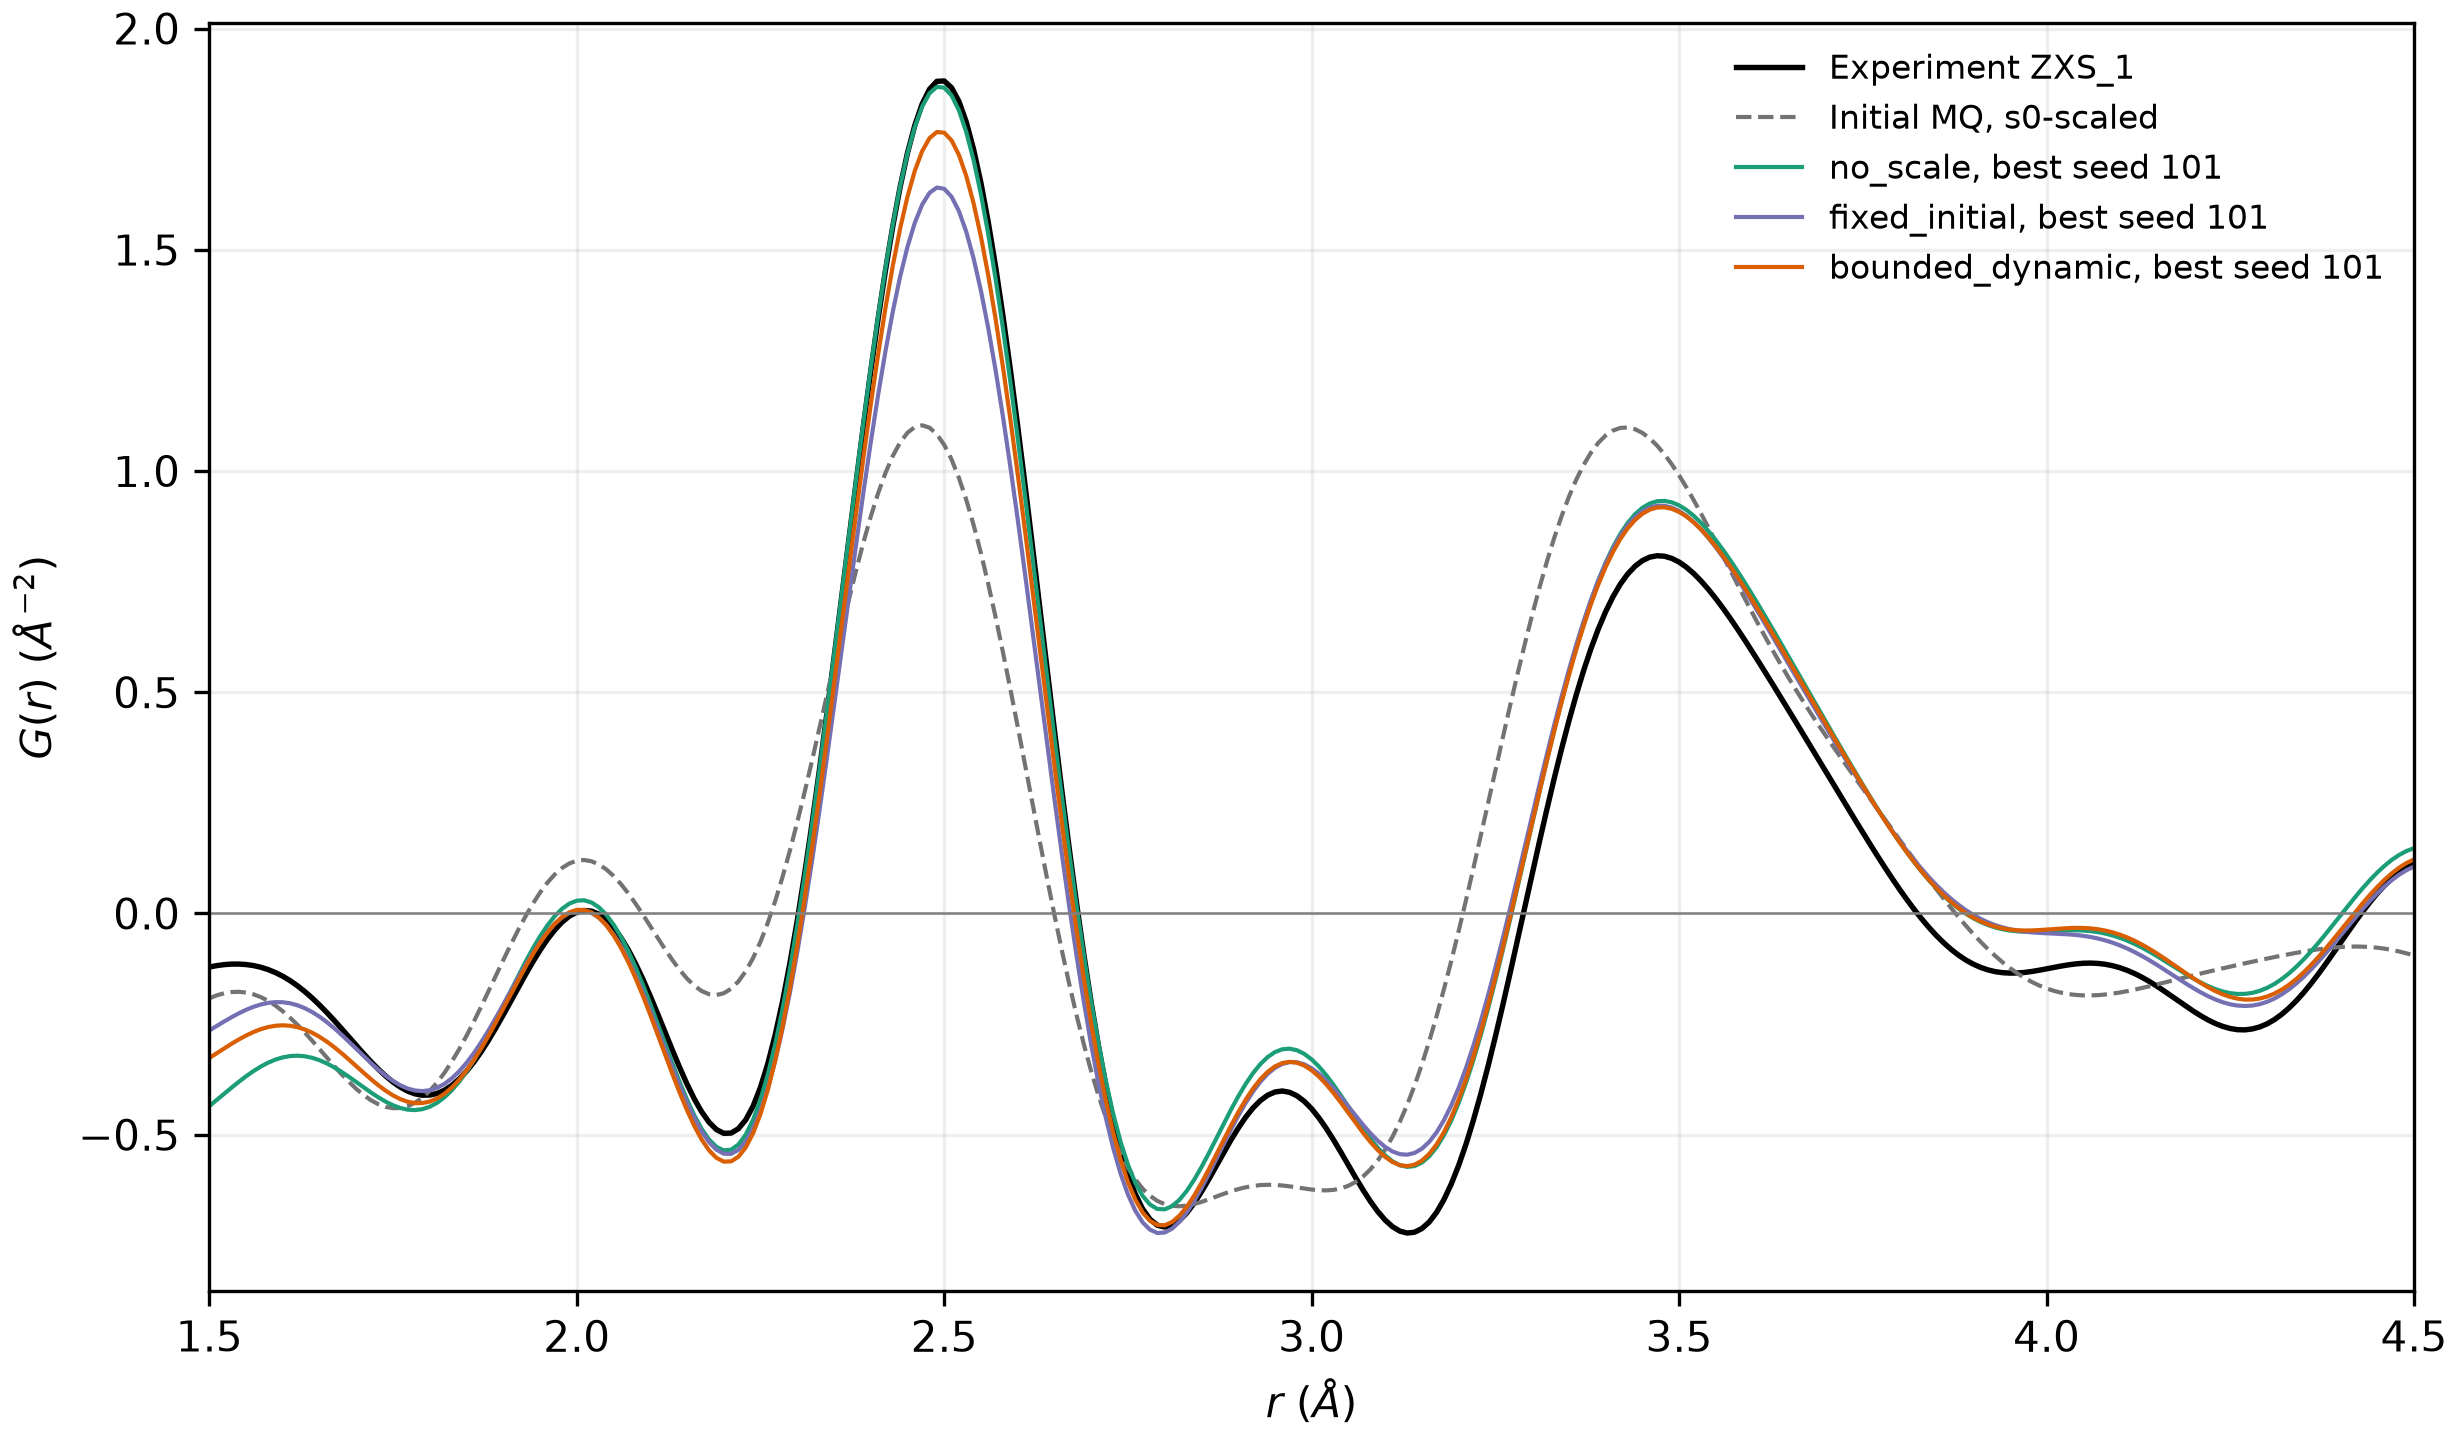 2.0
1.5
1.0
0.5
0.0
−0.5
G(r) (Å⁻²)
Experiment ZXS_1
Initial MQ, s0-scaled
no_scale, best seed 101
fixed_initial, best seed 101
bounded_dynamic, best seed 101
1.5 2.0 2.5 3.0 3.5 4.0 4.5
r (Å)